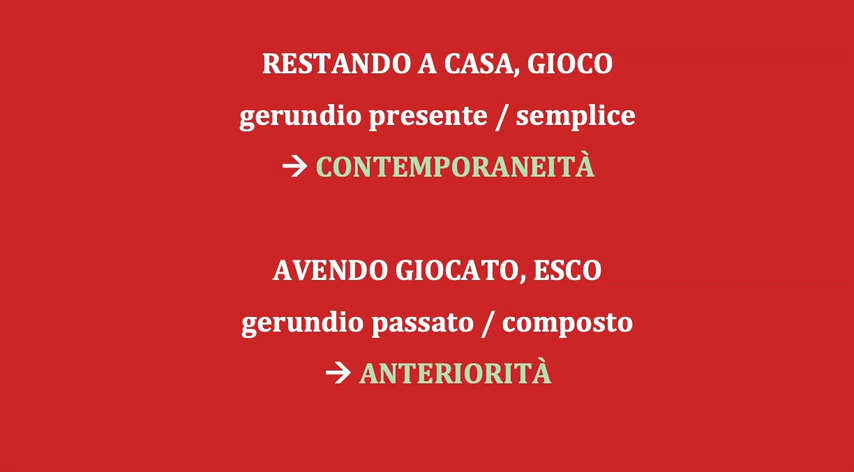 RESTANDO A CASA, GIOCO
gerundio presente / semplice
→ CONTEMPORANEITÀ
AVENDO GIOCATO, ESCO
gerundio passato / composto
→ ANTERIORITÀ